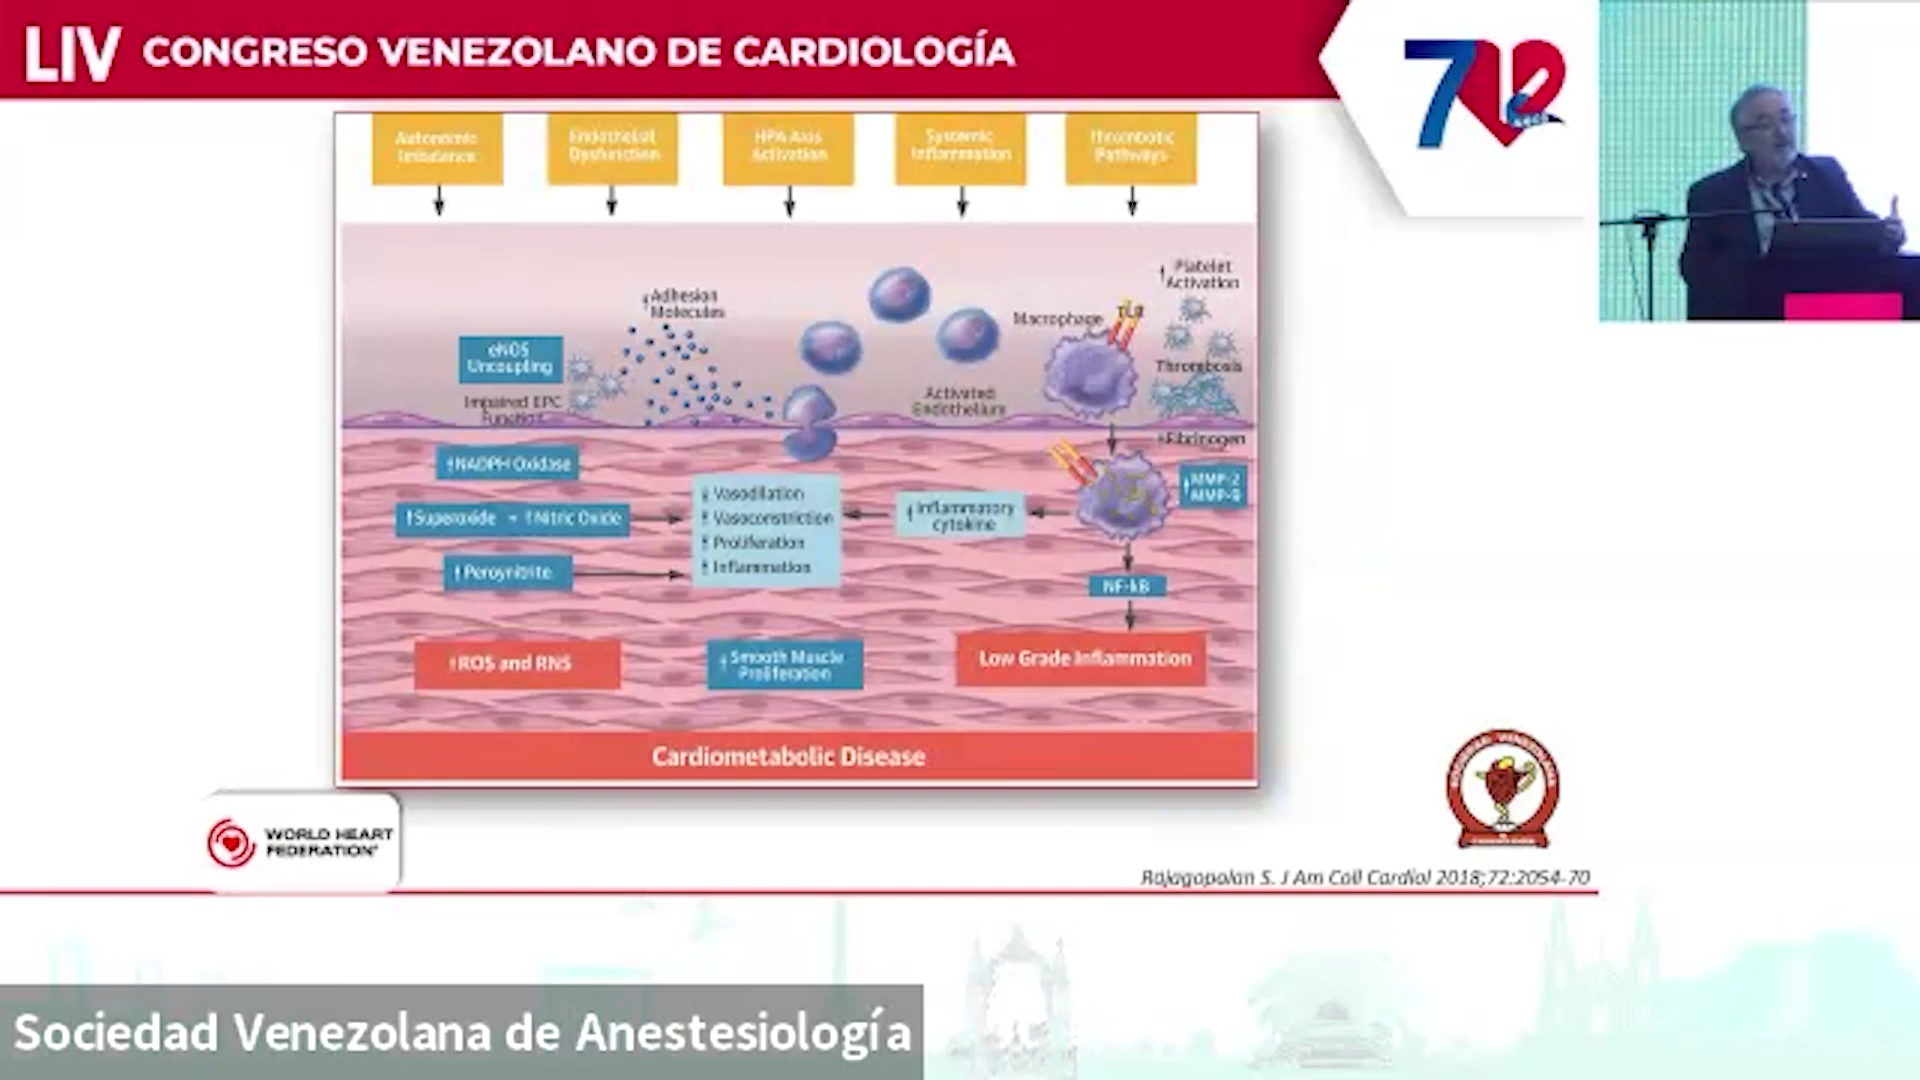 LIV CONGRESO VENEZOLANO DE CARDIOLOGÍA
Autonomic
Imbalance
Endothelial
Dysfunction
HPA Axis
Activation
Systemic
Inflammation
Thrombotic
Pathways
↑Adhesion
Molecules
Macrophage
TLR
↑Platelet
Activation
eNOS
Uncoupling
Impaired EPC
Function
Activated
Endothelium
Thrombosis
↑Fibrinogen
↑NADPH Oxidase
↑MMP-2
MMP-9
↑Superoxide + ↑Nitric Oxide
Vasodilation
Vasoconstriction
Proliferation
Inflammation
↑Inflammatory
cytokine
↑Peroynitrite
NF-kB
↑ROS and RNS
↑Smooth Muscle
Proliferation
Low Grade Inflammation
Cardiometabolic Disease
WORLD HEART
FEDERATION
Rajagopalan S. J Am Coll Cardiol 2018;72:2054-70
Sociedad Venezolana de Anestesiología